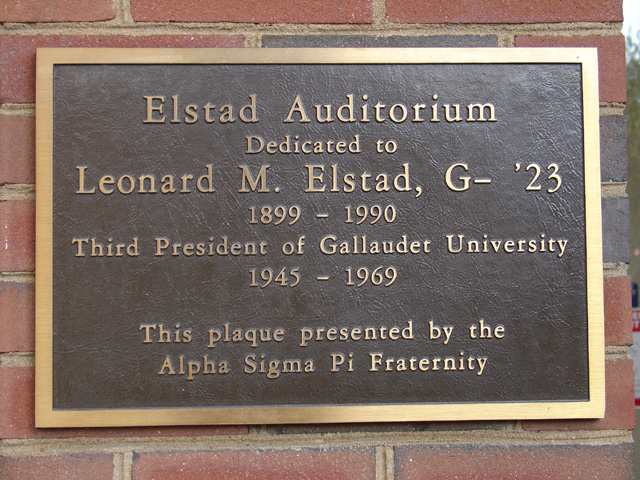 Elstad Auditorium
Dedicated to
Leonard M. Elstad, G– '23
1899 – 1990
Third President of Gallaudet University
1945 – 1969
This plaque presented by the
Alpha Sigma Pi Fraternity